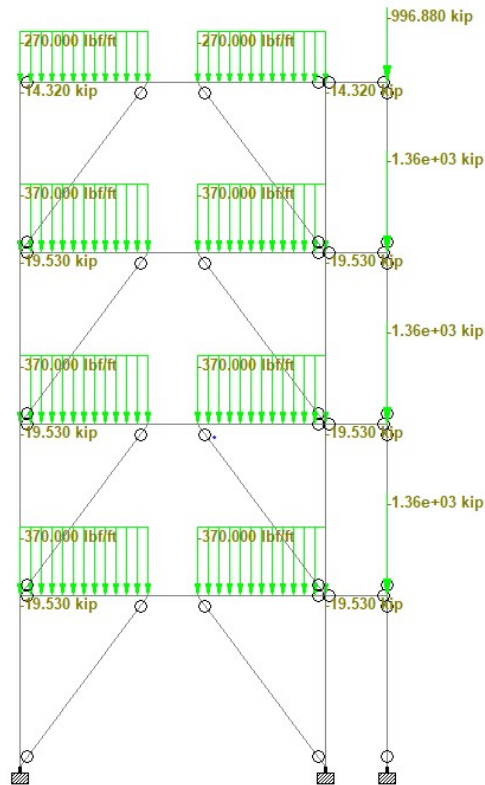 -996.880 kip
-270.000 lbf/ft -270.000 lbf/ft
-14.320 kip -14.320 kip
-1.36e+03 kip
-370.000 lbf/ft -370.000 lbf/ft
-19.530 kip -19.530 kip
-1.36e+03 kip
-370.000 lbf/ft -370.000 lbf/ft
-19.530 kip -19.530 kip
-1.36e+03 kip
-370.000 lbf/ft -370.000 lbf/ft
-19.530 kip -19.530 kip